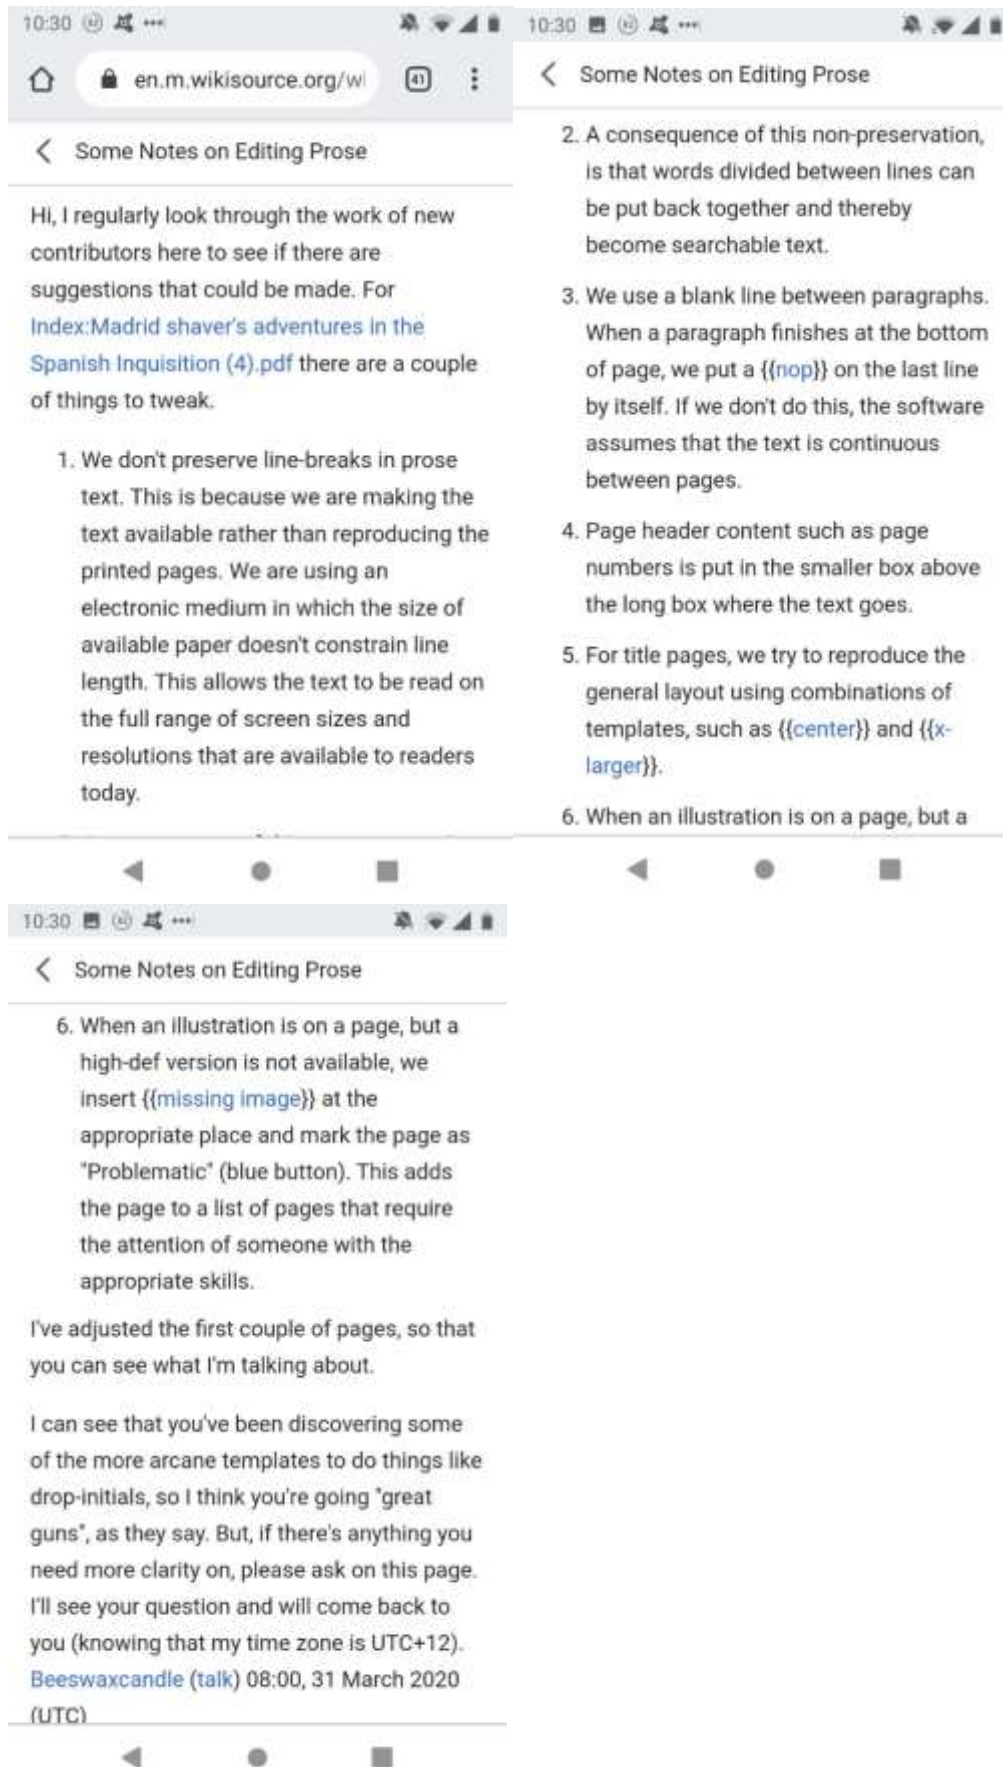 10:30
en.m.wikisource.org/wi
41
Some Notes on Editing Prose
Hi, I regularly look through the work of new
contributors here to see if there are
suggestions that could be made. For
Index:Madrid shaver's adventures in the
Spanish Inquisition (4).pdf there are a couple
of things to tweak.
1. We don't preserve line-breaks in prose
text. This is because we are making the
text available rather than reproducing the
printed pages. We are using an
electronic medium in which the size of
available paper doesn't constrain line
length. This allows the text to be read on
the full range of screen sizes and
resolutions that are available to readers
today.
10:30
Some Notes on Editing Prose
2. A consequence of this non-preservation,
is that words divided between lines can
be put back together and thereby
become searchable text.
3. We use a blank line between paragraphs.
When a paragraph finishes at the bottom
of page, we put a {{nop}} on the last line
by itself. If we don't do this, the software
assumes that the text is continuous
between pages.
4. Page header content such as page
numbers is put in the smaller box above
the long box where the text goes.
5. For title pages, we try to reproduce the
general layout using combinations of
templates, such as {{center}} and {{x-
larger}}.
6. When an illustration is on a page, but a
10:30
Some Notes on Editing Prose
6. When an illustration is on a page, but a
high-def version is not available, we
insert {{missing image}} at the
appropriate place and mark the page as
"Problematic" (blue button). This adds
the page to a list of pages that require
the attention of someone with the
appropriate skills.
I've adjusted the first couple of pages, so that
you can see what I'm talking about.
I can see that you've been discovering some
of the more arcane templates to do things like
drop-initials, so I think you're going "great
guns", as they say. But, if there's anything you
need more clarity on, please ask on this page.
I'll see your question and will come back to
you (knowing that my time zone is UTC+12).
Beeswaxcandle (talk) 08:00, 31 March 2020
(UTC)